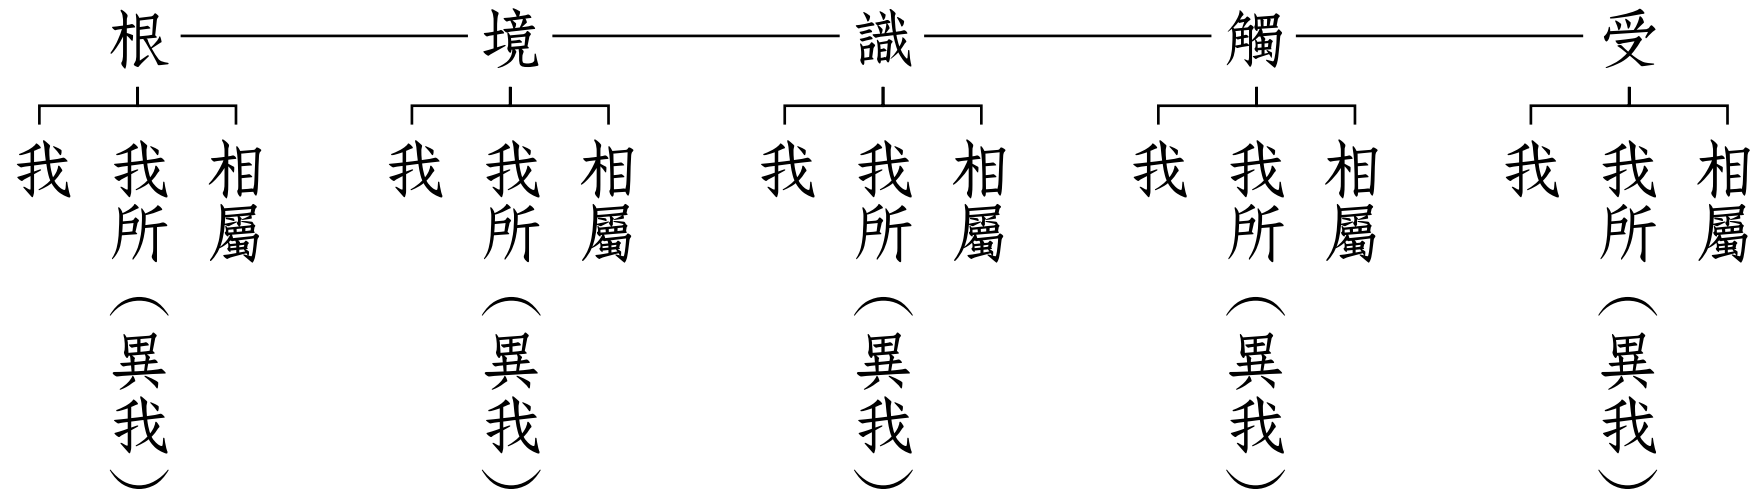 根 境 識 觸 受
我 我所（異我） 相屬 我 我所（異我） 相屬 我 我所（異我） 相屬 我 我所（異我） 相屬 我 我所（異我） 相屬